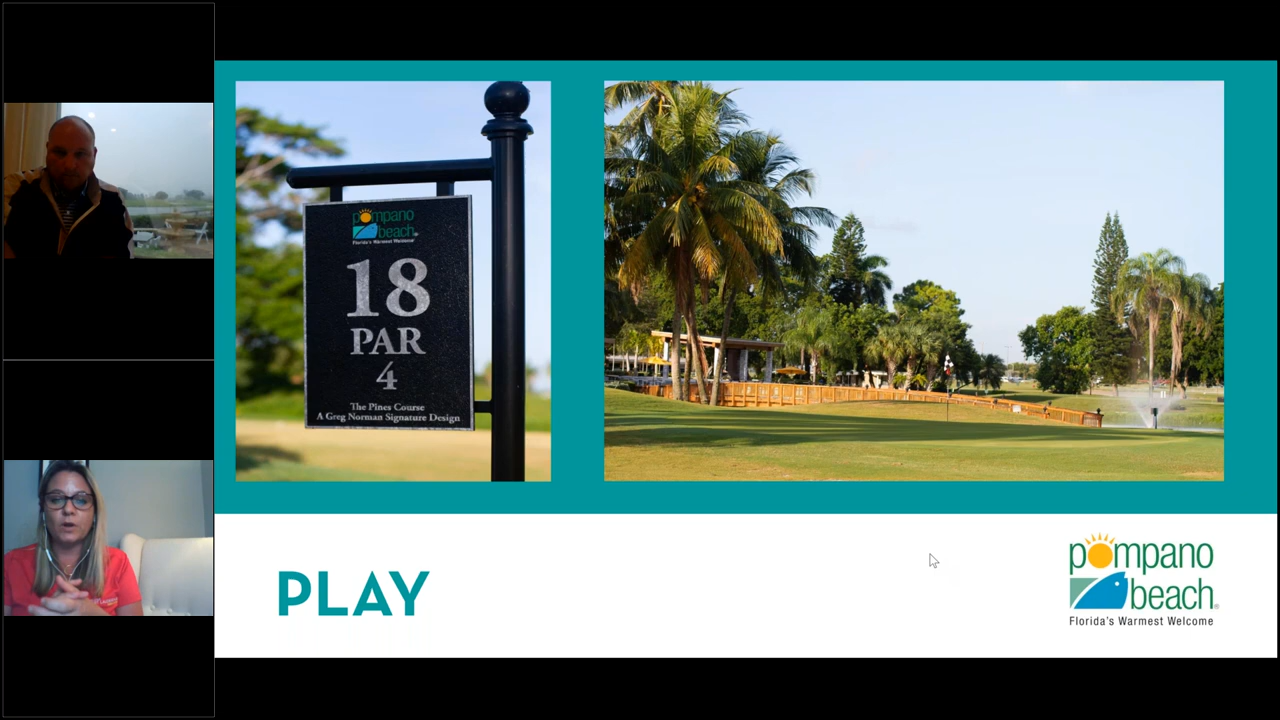 pompano
beach
Florida's Warmest Welcome
18
PAR
4
The Pines Course
A Greg Norman Signature Design
PLAY
pompano
beach®
Florida's Warmest Welcome